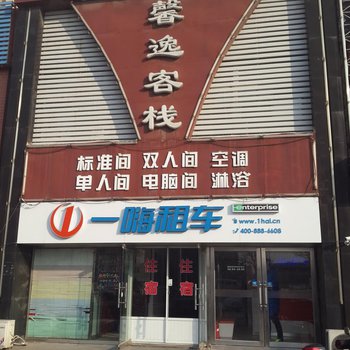 馨逸客栈
标准间 双人间 空调
单人间 电脑间 淋浴
一嗨租车
enterprise
www.1hai.cn
400-888-6608
住宿
住宿